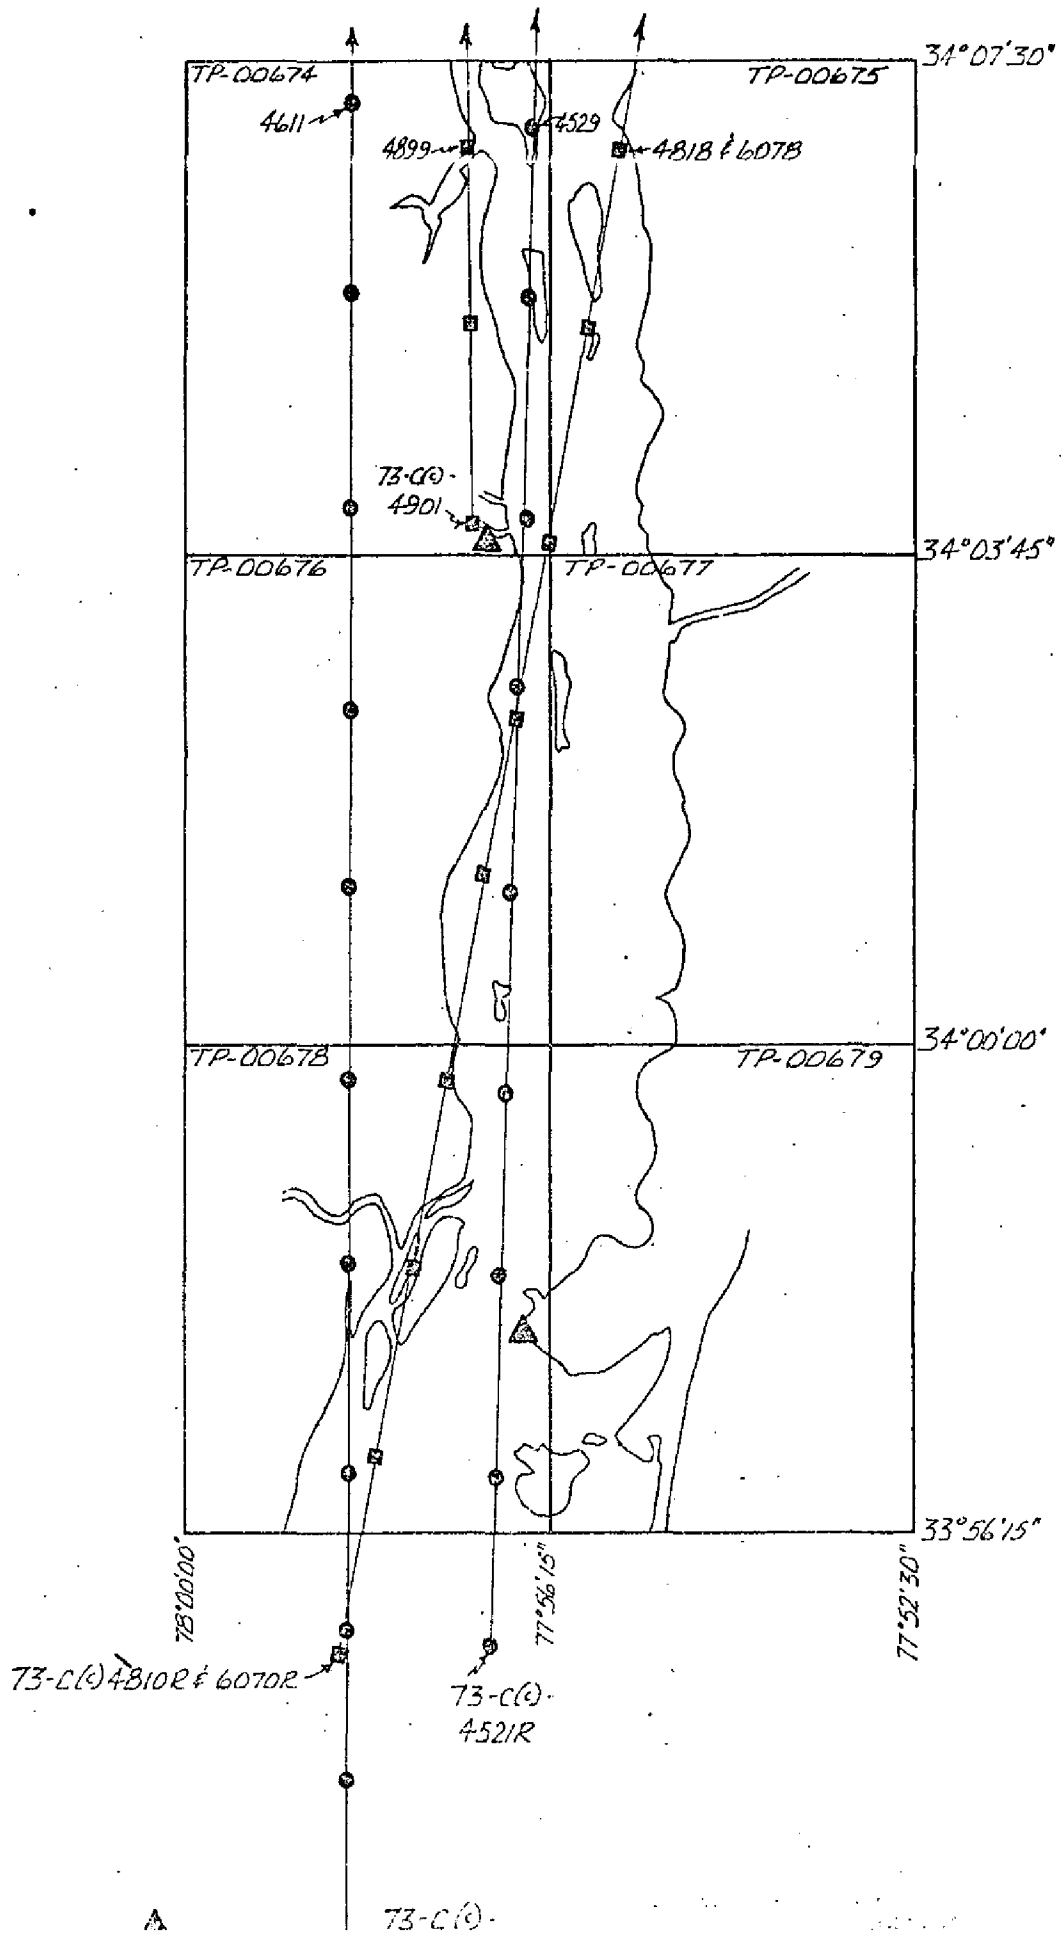 34°07'30"
TP-00674
TP-00675
4611
4529
4899
4818 & 6078
73-C(c)-
4901
34°03'45"
TP-00676
TP-00677
34°00'00"
TP-00678
TP-00679
33°56'15"
78°00'00"
77°56'15"
77°52'30"
73-C(c) 4810R & 6070R
73-C(c)-
4521R
73-C(c)-